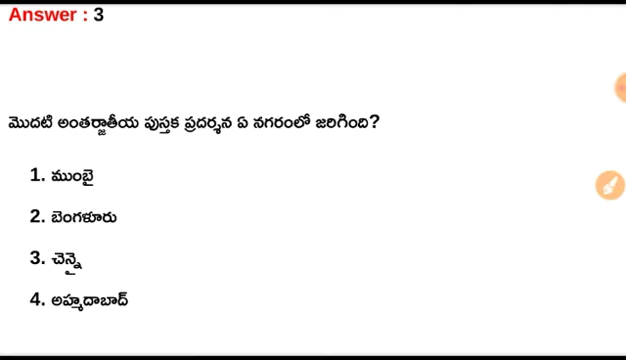 Answer : 3
మొదటి అంతర్జాతీయ పుస్తక ప్రదర్శన ఏ నగరంలో జరిగింది?
1. ముంబై
2. బెంగళూరు
3. చెన్నై
4. అహ్మదాబాద్